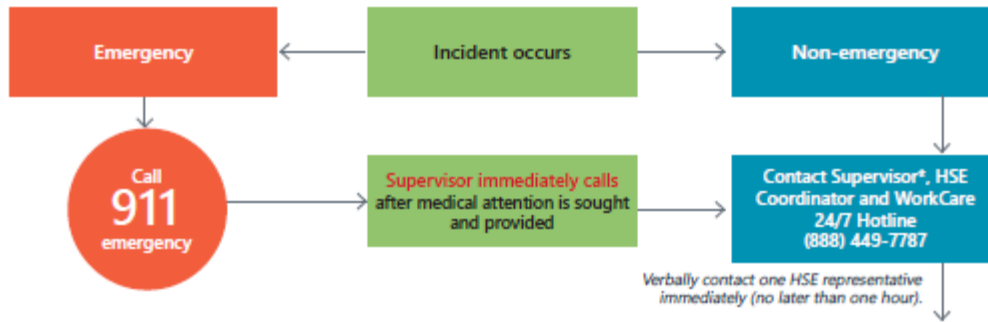 Emergency
Incident occurs
Non-emergency
Call
911
emergency
Supervisor immediately calls
after medical attention is sought
and provided
Contact Supervisor*, HSE
Coordinator and WorkCare
24/7 Hotline
(888) 449-7787
Verbally contact one HSE representative
immediately (no later than one hour).